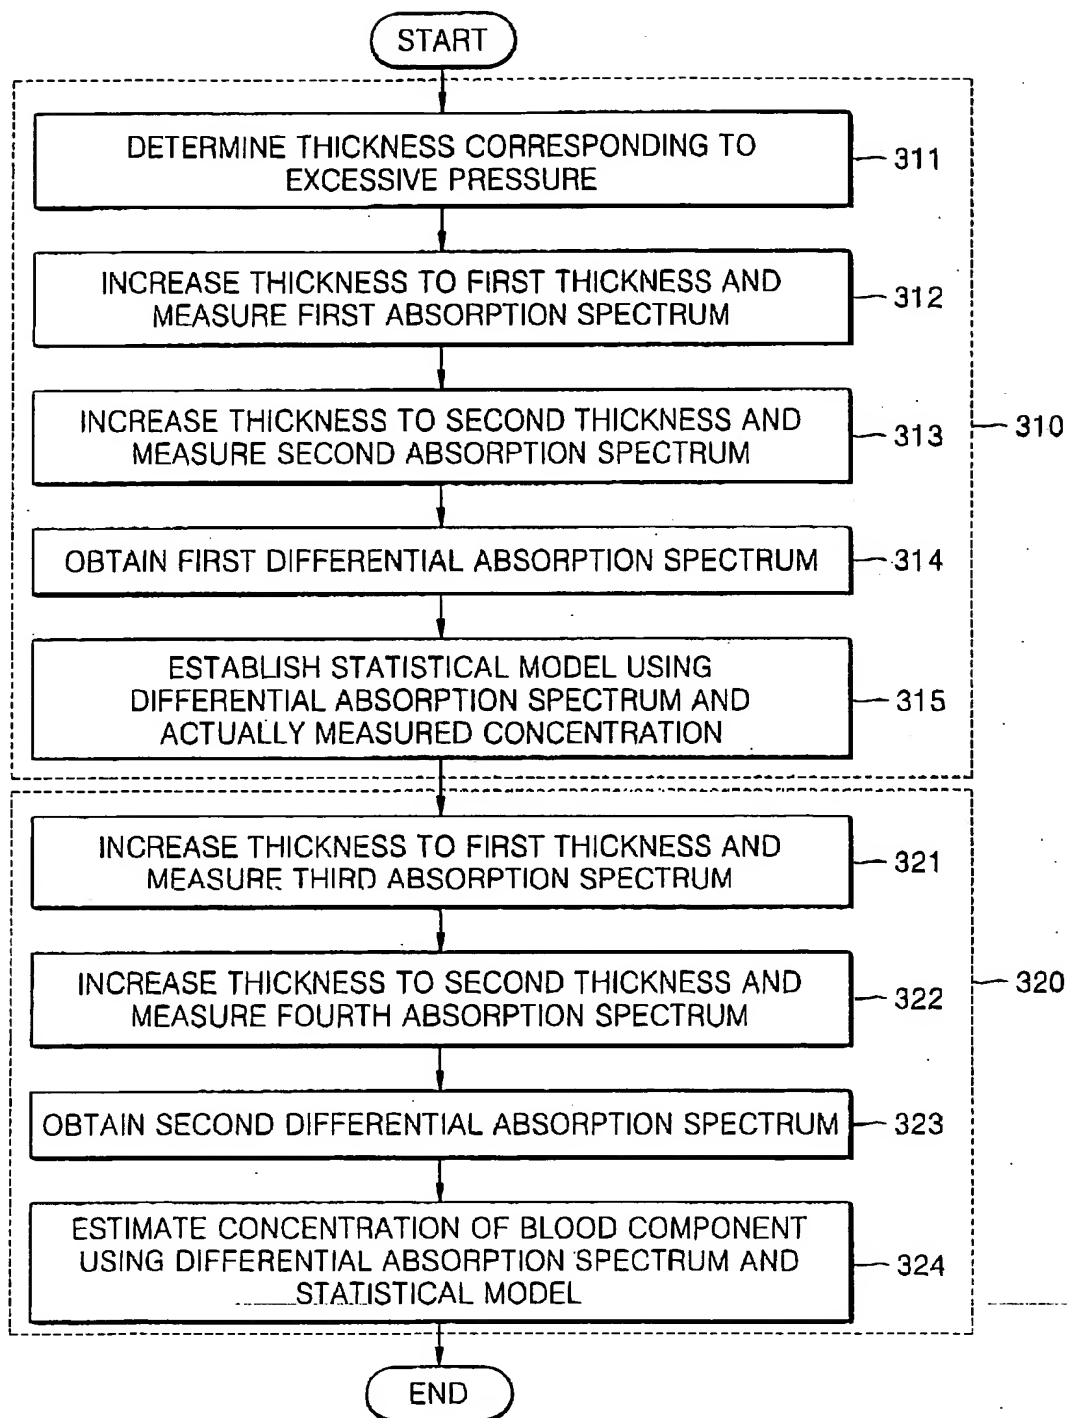 START
DETERMINE THICKNESS CORRESPONDING TO
EXCESSIVE PRESSURE
311
INCREASE THICKNESS TO FIRST THICKNESS AND
MEASURE FIRST ABSORPTION SPECTRUM
312
INCREASE THICKNESS TO SECOND THICKNESS AND
MEASURE SECOND ABSORPTION SPECTRUM
313
310
OBTAIN FIRST DIFFERENTIAL ABSORPTION SPECTRUM
314
ESTABLISH STATISTICAL MODEL USING
DIFFERENTIAL ABSORPTION SPECTRUM AND
ACTUALLY MEASURED CONCENTRATION
315
INCREASE THICKNESS TO FIRST THICKNESS AND
MEASURE THIRD ABSORPTION SPECTRUM
321
INCREASE THICKNESS TO SECOND THICKNESS AND
MEASURE FOURTH ABSORPTION SPECTRUM
322
320
OBTAIN SECOND DIFFERENTIAL ABSORPTION SPECTRUM
323
ESTIMATE CONCENTRATION OF BLOOD COMPONENT
USING DIFFERENTIAL ABSORPTION SPECTRUM AND
STATISTICAL MODEL
324
END